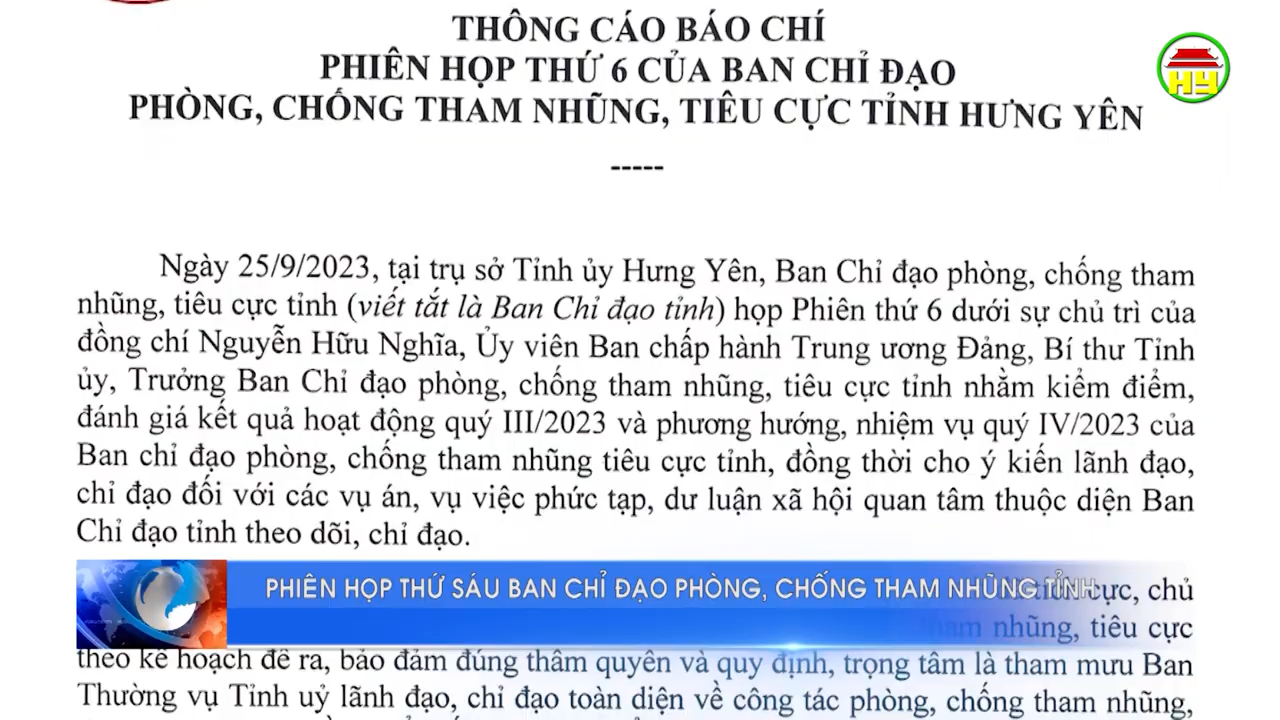 THÔNG CÁO BÁO CHÍ
PHIÊN HỌP THỨ 6 CỦA BAN CHỈ ĐẠO
PHÒNG, CHỐNG THAM NHŨNG, TIÊU CỰC TỈNH HƯNG YÊN
-----
HY
Ngày 25/9/2023, tại trụ sở Tỉnh ủy Hưng Yên, Ban Chỉ đạo phòng, chống tham
nhũng, tiêu cực tỉnh (viết tắt là Ban Chỉ đạo tỉnh) họp Phiên thứ 6 dưới sự chủ trì của
đồng chí Nguyễn Hữu Nghĩa, Ủy viên Ban chấp hành Trung ương Đảng, Bí thư Tỉnh
ủy, Trưởng Ban Chỉ đạo phòng, chống tham nhũng, tiêu cực tỉnh nhằm kiểm điểm,
đánh giá kết quả hoạt động quý III/2023 và phương hướng, nhiệm vụ quý IV/2023 của
Ban chỉ đạo phòng, chống tham nhũng tiêu cực tỉnh, đồng thời cho ý kiến lãnh đạo,
chỉ đạo đối với các vụ án, vụ việc phức tạp, dư luận xã hội quan tâm thuộc diện Ban
Chỉ đạo tỉnh theo dõi, chỉ đạo.
PHIÊN HỌP THỨ SÁU BAN CHỈ ĐẠO PHÒNG, CHỐNG THAM NHŨNG TỈNH
cực, chủ
tham nhũng, tiêu cực
theo kế hoạch đề ra, bảo đảm đúng thẩm quyền và quy định, trọng tâm là tham mưu Ban
Thường vụ Tỉnh uỷ lãnh đạo, chỉ đạo toàn diện về công tác phòng, chống tham nhũng,